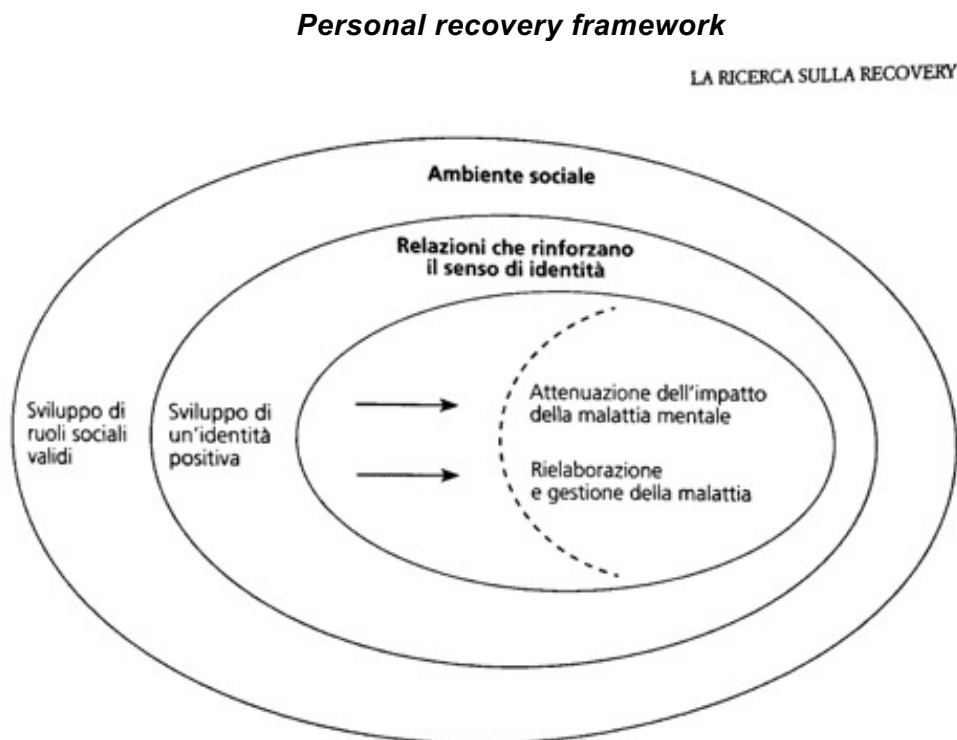 Personal recovery framework
LA RICERCA SULLA RECOVERY
Ambiente sociale
Relazioni che rinforzano
il senso di identità
Sviluppo di
ruoli sociali
validi
Sviluppo di
un'identità
positiva
Attenuazione dell'impatto
della malattia mentale
Rielaborazione
e gestione della malattia